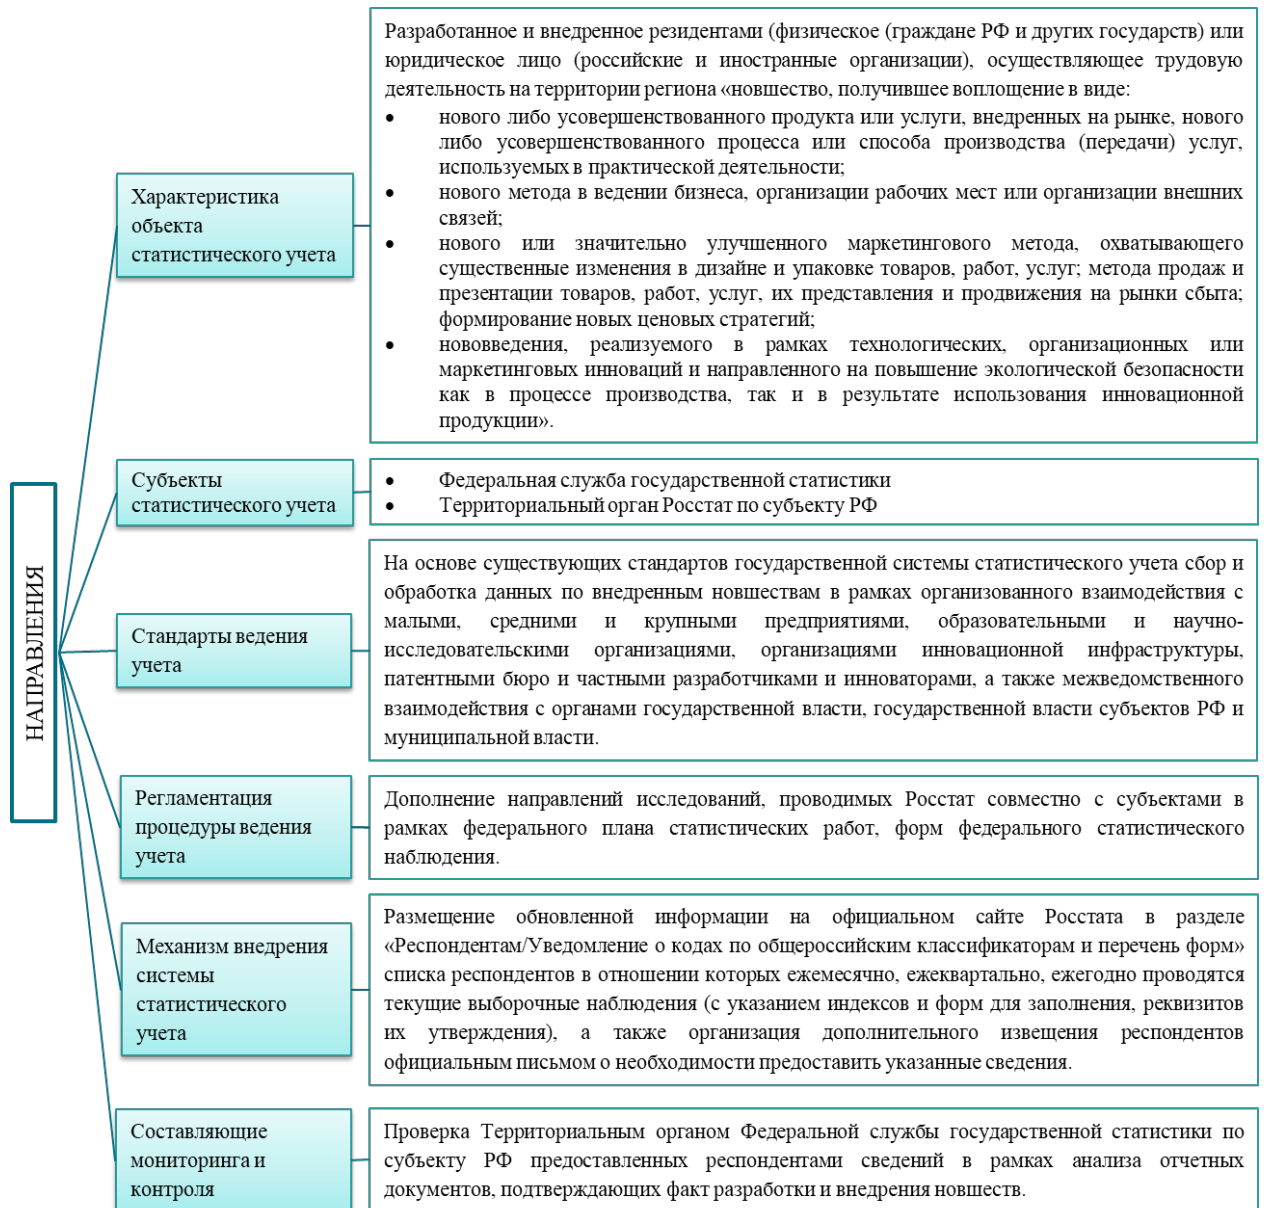 НАПРАВЛЕНИЯ
Характеристика
объекта
статистического учета
Разработанное и внедренное резидентами (физическое (граждане РФ и других государств) или
юридическое лицо (российские и иностранные организации), осуществляющее трудовую
деятельность на территории региона «новшество, получившее воплощение в виде:
• нового либо усовершенствованного продукта или услуги, внедренных на рынке, нового
либо усовершенствованного процесса или способа производства (передачи) услуг,
используемых в практической деятельности;
• нового метода в ведении бизнеса, организации рабочих мест или организации внешних
связей;
• нового или значительно улучшенного маркетингового метода, охватывающего
существенные изменения в дизайне и упаковке товаров, работ, услуг; метода продаж и
презентации товаров, работ, услуг, их представления и продвижения на рынки сбыта;
формирование новых ценовых стратегий;
• нововведения, реализуемого в рамках технологических, организационных или
маркетинговых инноваций и направленного на повышение экологической безопасности
как в процессе производства, так и в результате использования инновационной
продукции».
Субъекты
статистического учета
• Федеральная служба государственной статистики
• Территориальный орган Росстат по субъекту РФ
Стандарты ведения
учета
На основе существующих стандартов государственной системы статистического учета сбор и
обработка данных по внедренным новшествам в рамках организованного взаимодействия с
малыми, средними и крупными предприятиями, образовательными и научно-
исследовательскими организациями, организациями инновационной инфраструктуры,
патентными бюро и частными разработчиками и инноваторами, а также межведомственного
взаимодействия с органами государственной власти, государственной власти субъектов РФ и
муниципальной власти.
Регламентация
процедуры ведения
учета
Дополнение направлений исследований, проводимых Росстат совместно с субъектами в
рамках федерального плана статистических работ, форм федерального статистического
наблюдения.
Механизм внедрения
системы
статистического
учета
Размещение обновленной информации на официальном сайте Росстата в разделе
«Респондентам/Уведомление о кодах по общероссийским классификаторам и перечень форм»
списка респондентов в отношении которых ежемесячно, ежеквартально, ежегодно проводятся
текущие выборочные наблюдения (с указанием индексов и форм для заполнения, реквизитов
их утверждения), а также организация дополнительного извещения респондентов
официальным письмом о необходимости предоставить указанные сведения.
Составляющие
мониторинга и
контроля
Проверка Территориальным органом Федеральной службы государственной статистики по
субъекту РФ предоставленных респондентами сведений в рамках анализа отчетных
документов, подтверждающих факт разработки и внедрения новшеств.